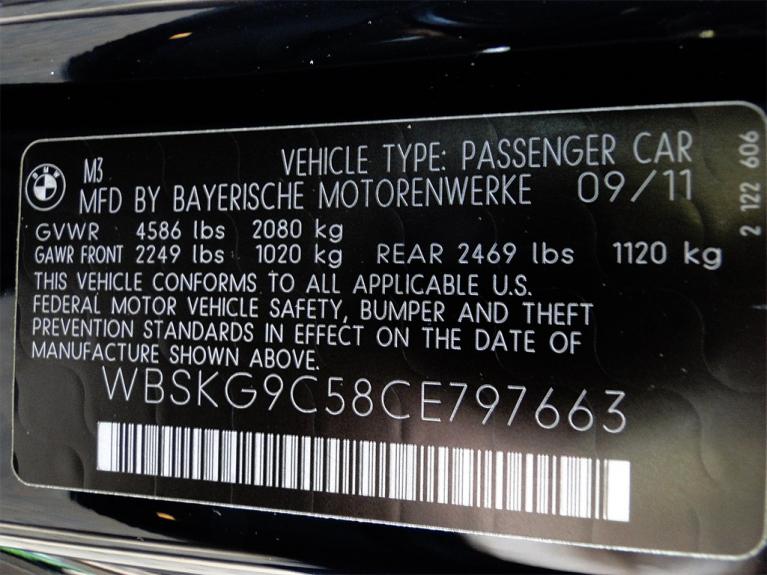 M3 VEHICLE TYPE: PASSENGER CAR
MFD BY BAYERISCHE MOTORENWERKE 09/11
GVWR 4586 lbs 2080 kg
GAWR FRONT 2249 lbs 1020 kg REAR 2469 lbs 1120 kg
THIS VEHICLE CONFORMS TO ALL APPLICABLE U.S.
FEDERAL MOTOR VEHICLE SAFETY, BUMPER AND THEFT
PREVENTION STANDARDS IN EFFECT ON THE DATE OF
MANUFACTURE SHOWN ABOVE.
WBSKG9C58CE797663
2 122 606
BMW